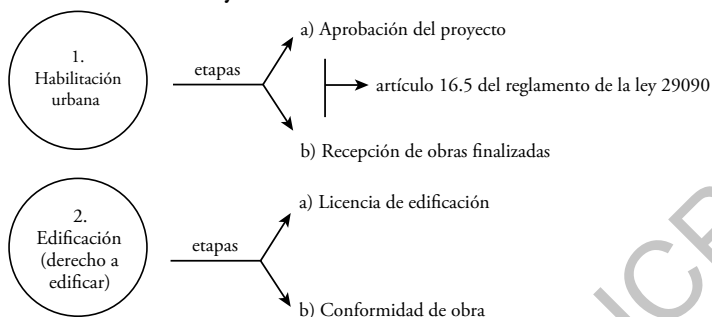 1.
Habilitación
urbana
etapas
a) Aprobación del proyecto
artículo 16.5 del reglamento de la ley 29090
b) Recepción de obras finalizadas
2.
Edificación
(derecho a
edificar)
etapas
a) Licencia de edificación
b) Conformidad de obra